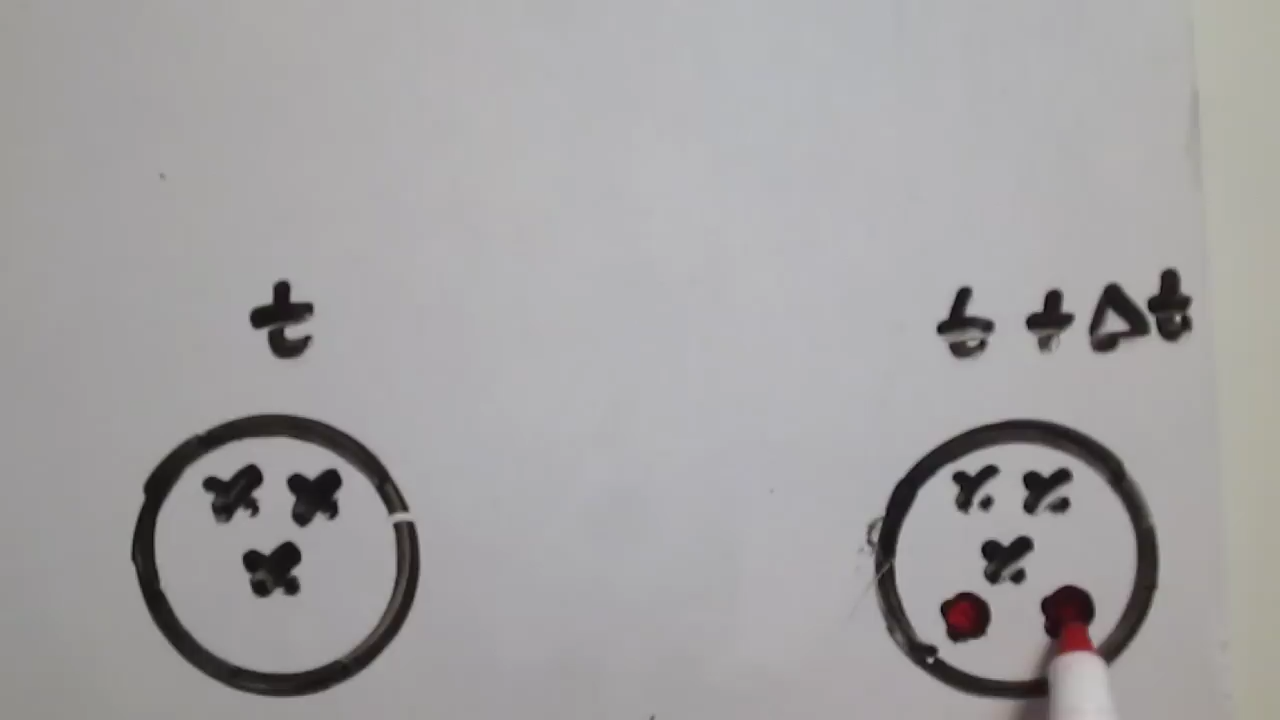 t t + Δt
x x x x
x x